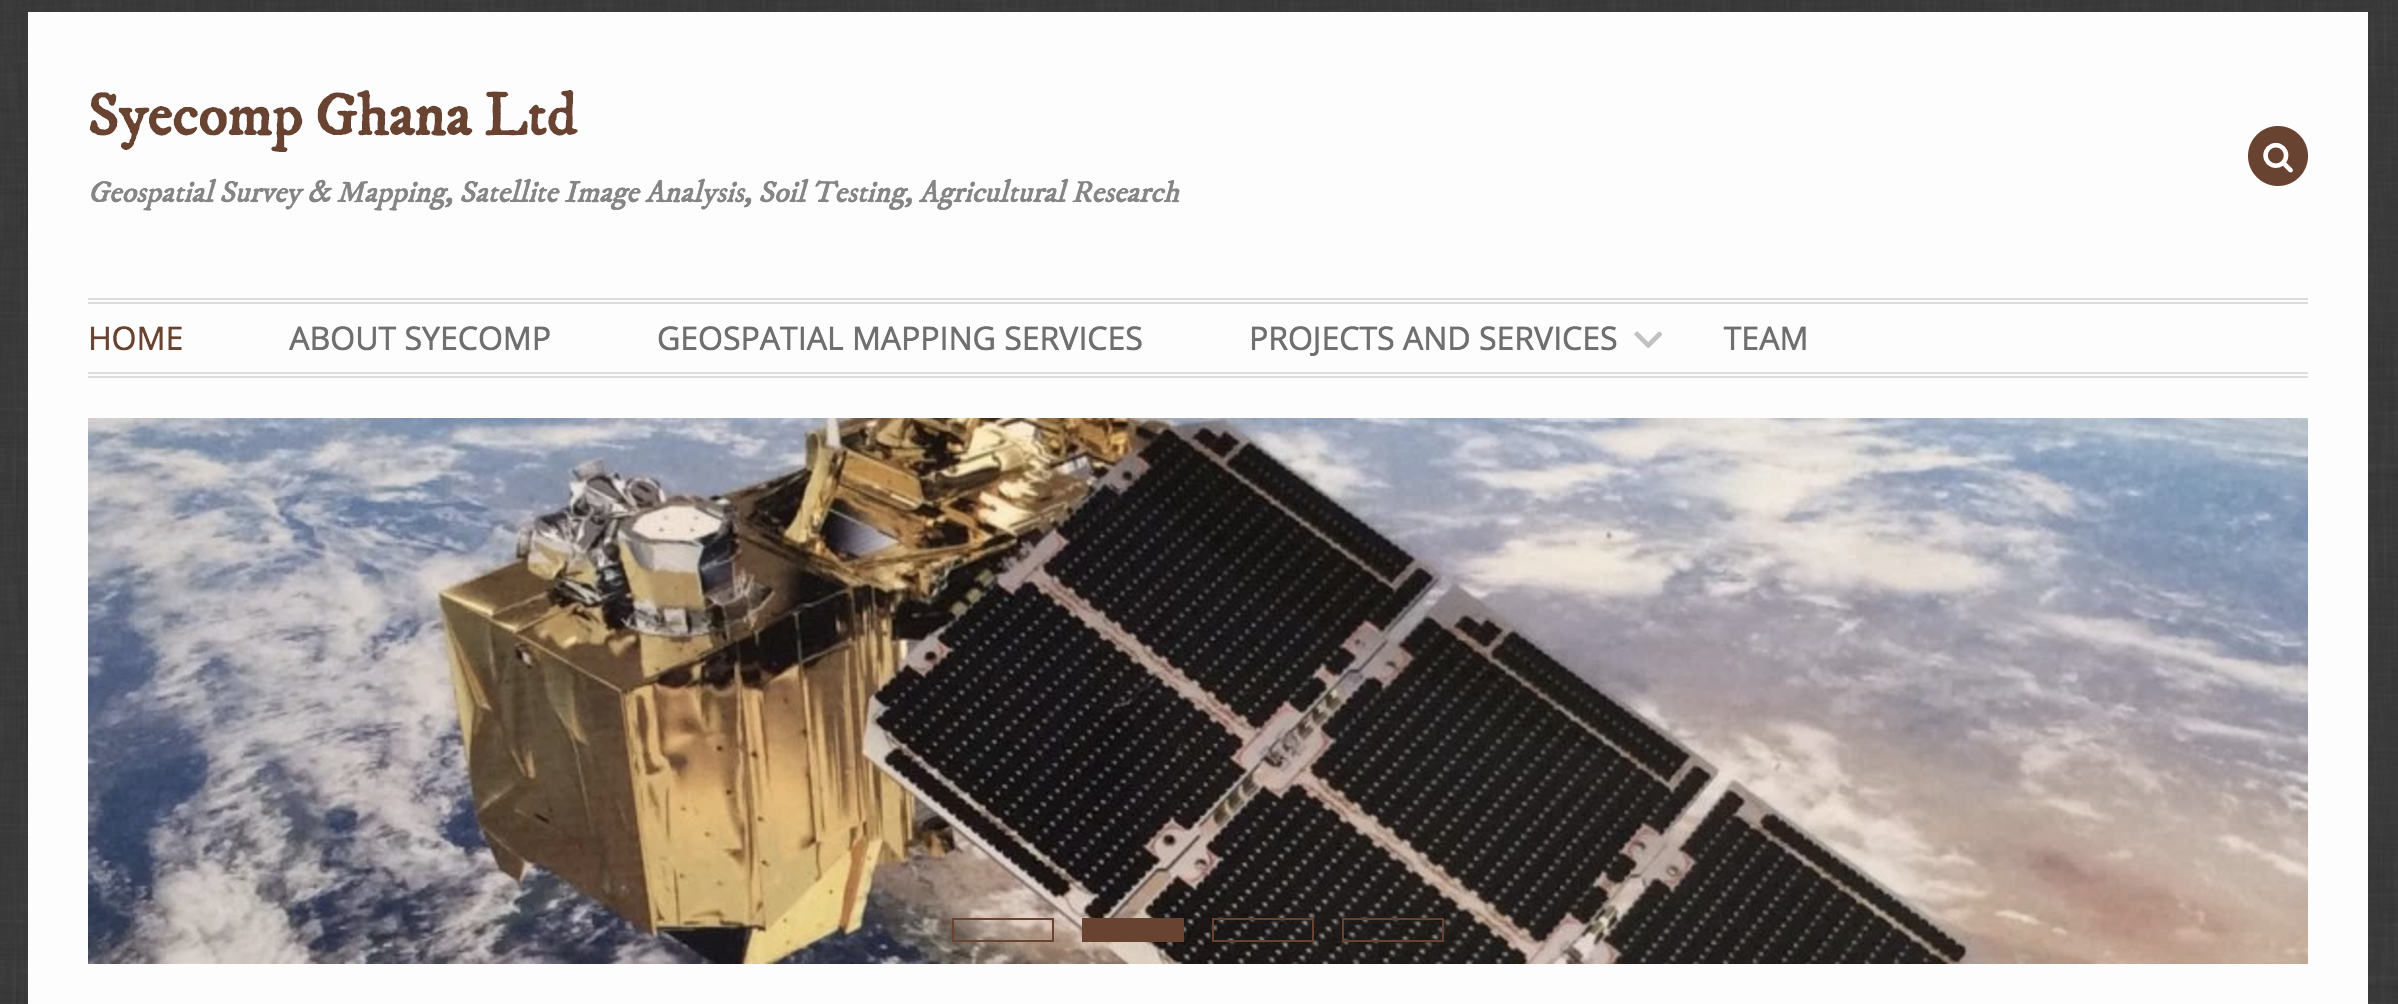 Syecomp Ghana Ltd
Geospatial Survey & Mapping, Satellite Image Analysis, Soil Testing, Agricultural Research
HOME ABOUT SYECOMP GEOSPATIAL MAPPING SERVICES PROJECTS AND SERVICES TEAM